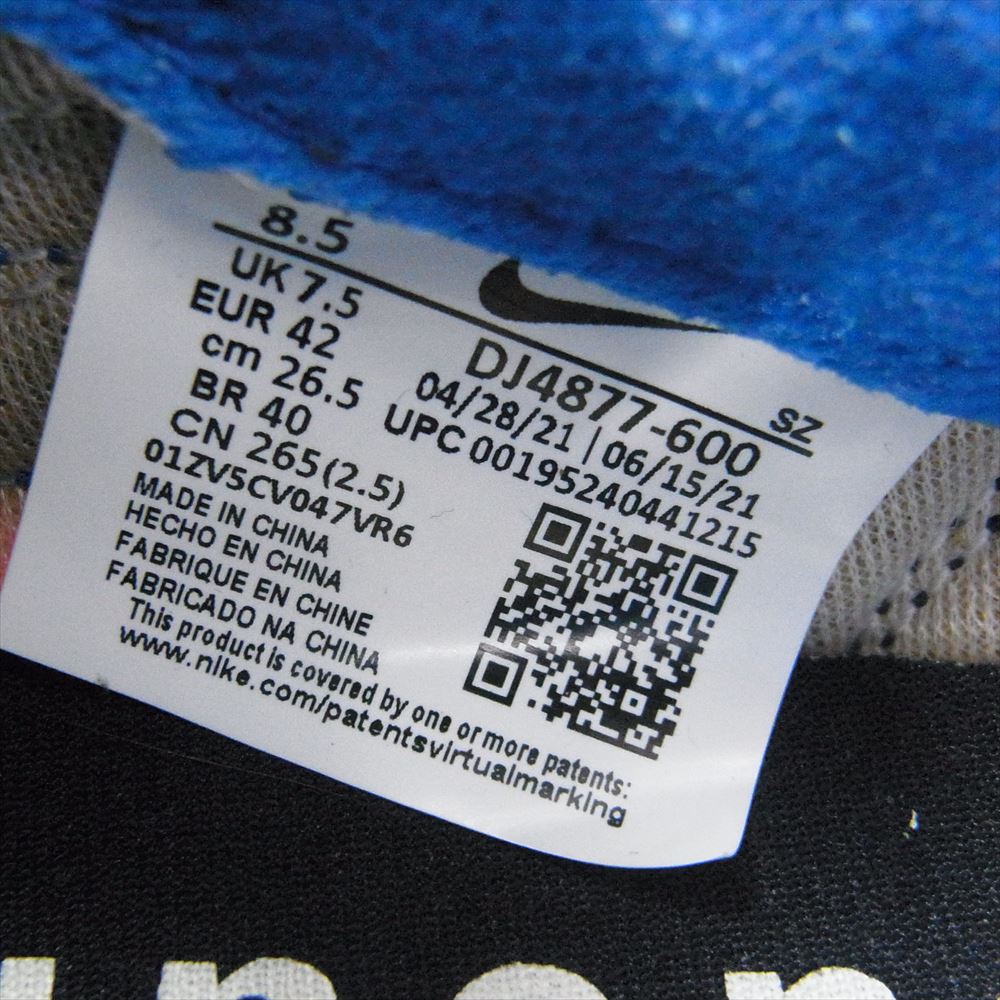 8.5
UK 7.5
EUR 42
cm 26.5
BR 40
CN 265(2.5)
01ZV5CV047VR6
DJ4877-600 SZ
04/28/21 | 06/15/21
UPC 00195240441215
MADE IN CHINA
HECHO EN CHINA
FABRIQUE EN CHINE
FABRICADO NA CHINA
This product is covered by one or more patents:
www.nike.com/patentsvirtualmarking